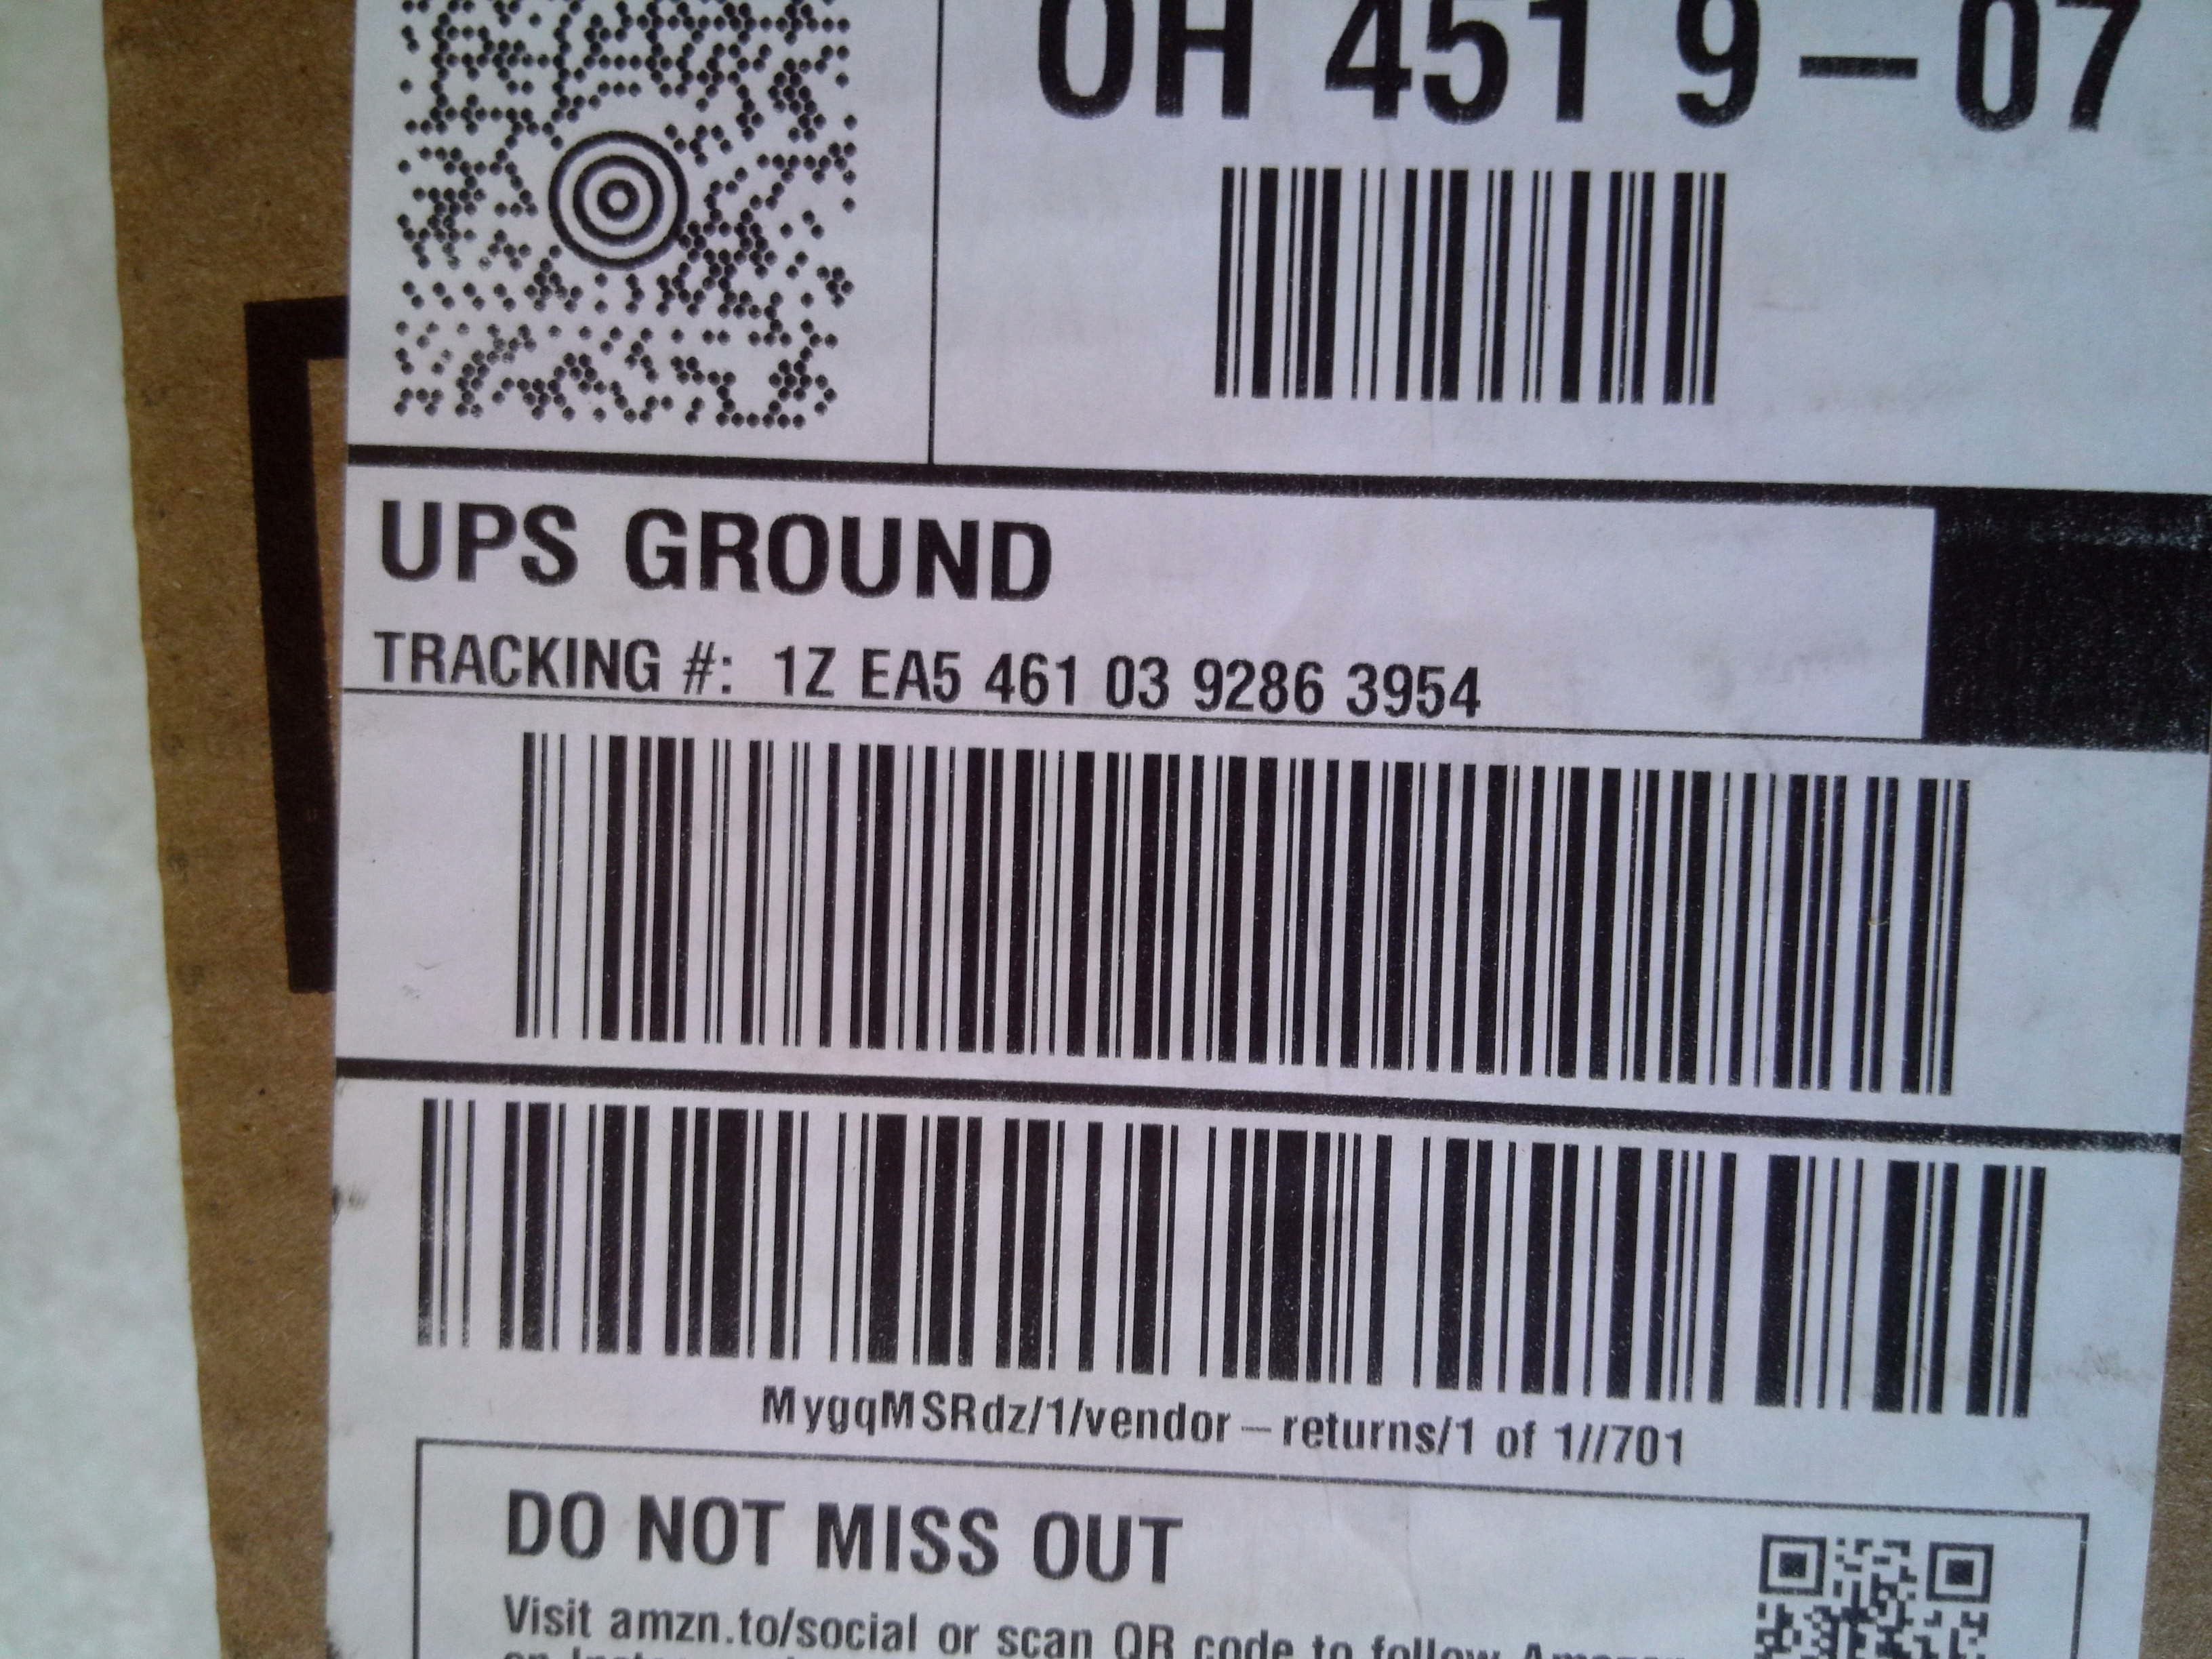 OH 451 9-07
UPS GROUND
TRACKING #: 1Z EA5 461 03 9286 3954
MygqMSRdz/1/vendor-returns/1 of 1//701
DO NOT MISS OUT
Visit amzn.to/social or scan QR code to follow Amazon